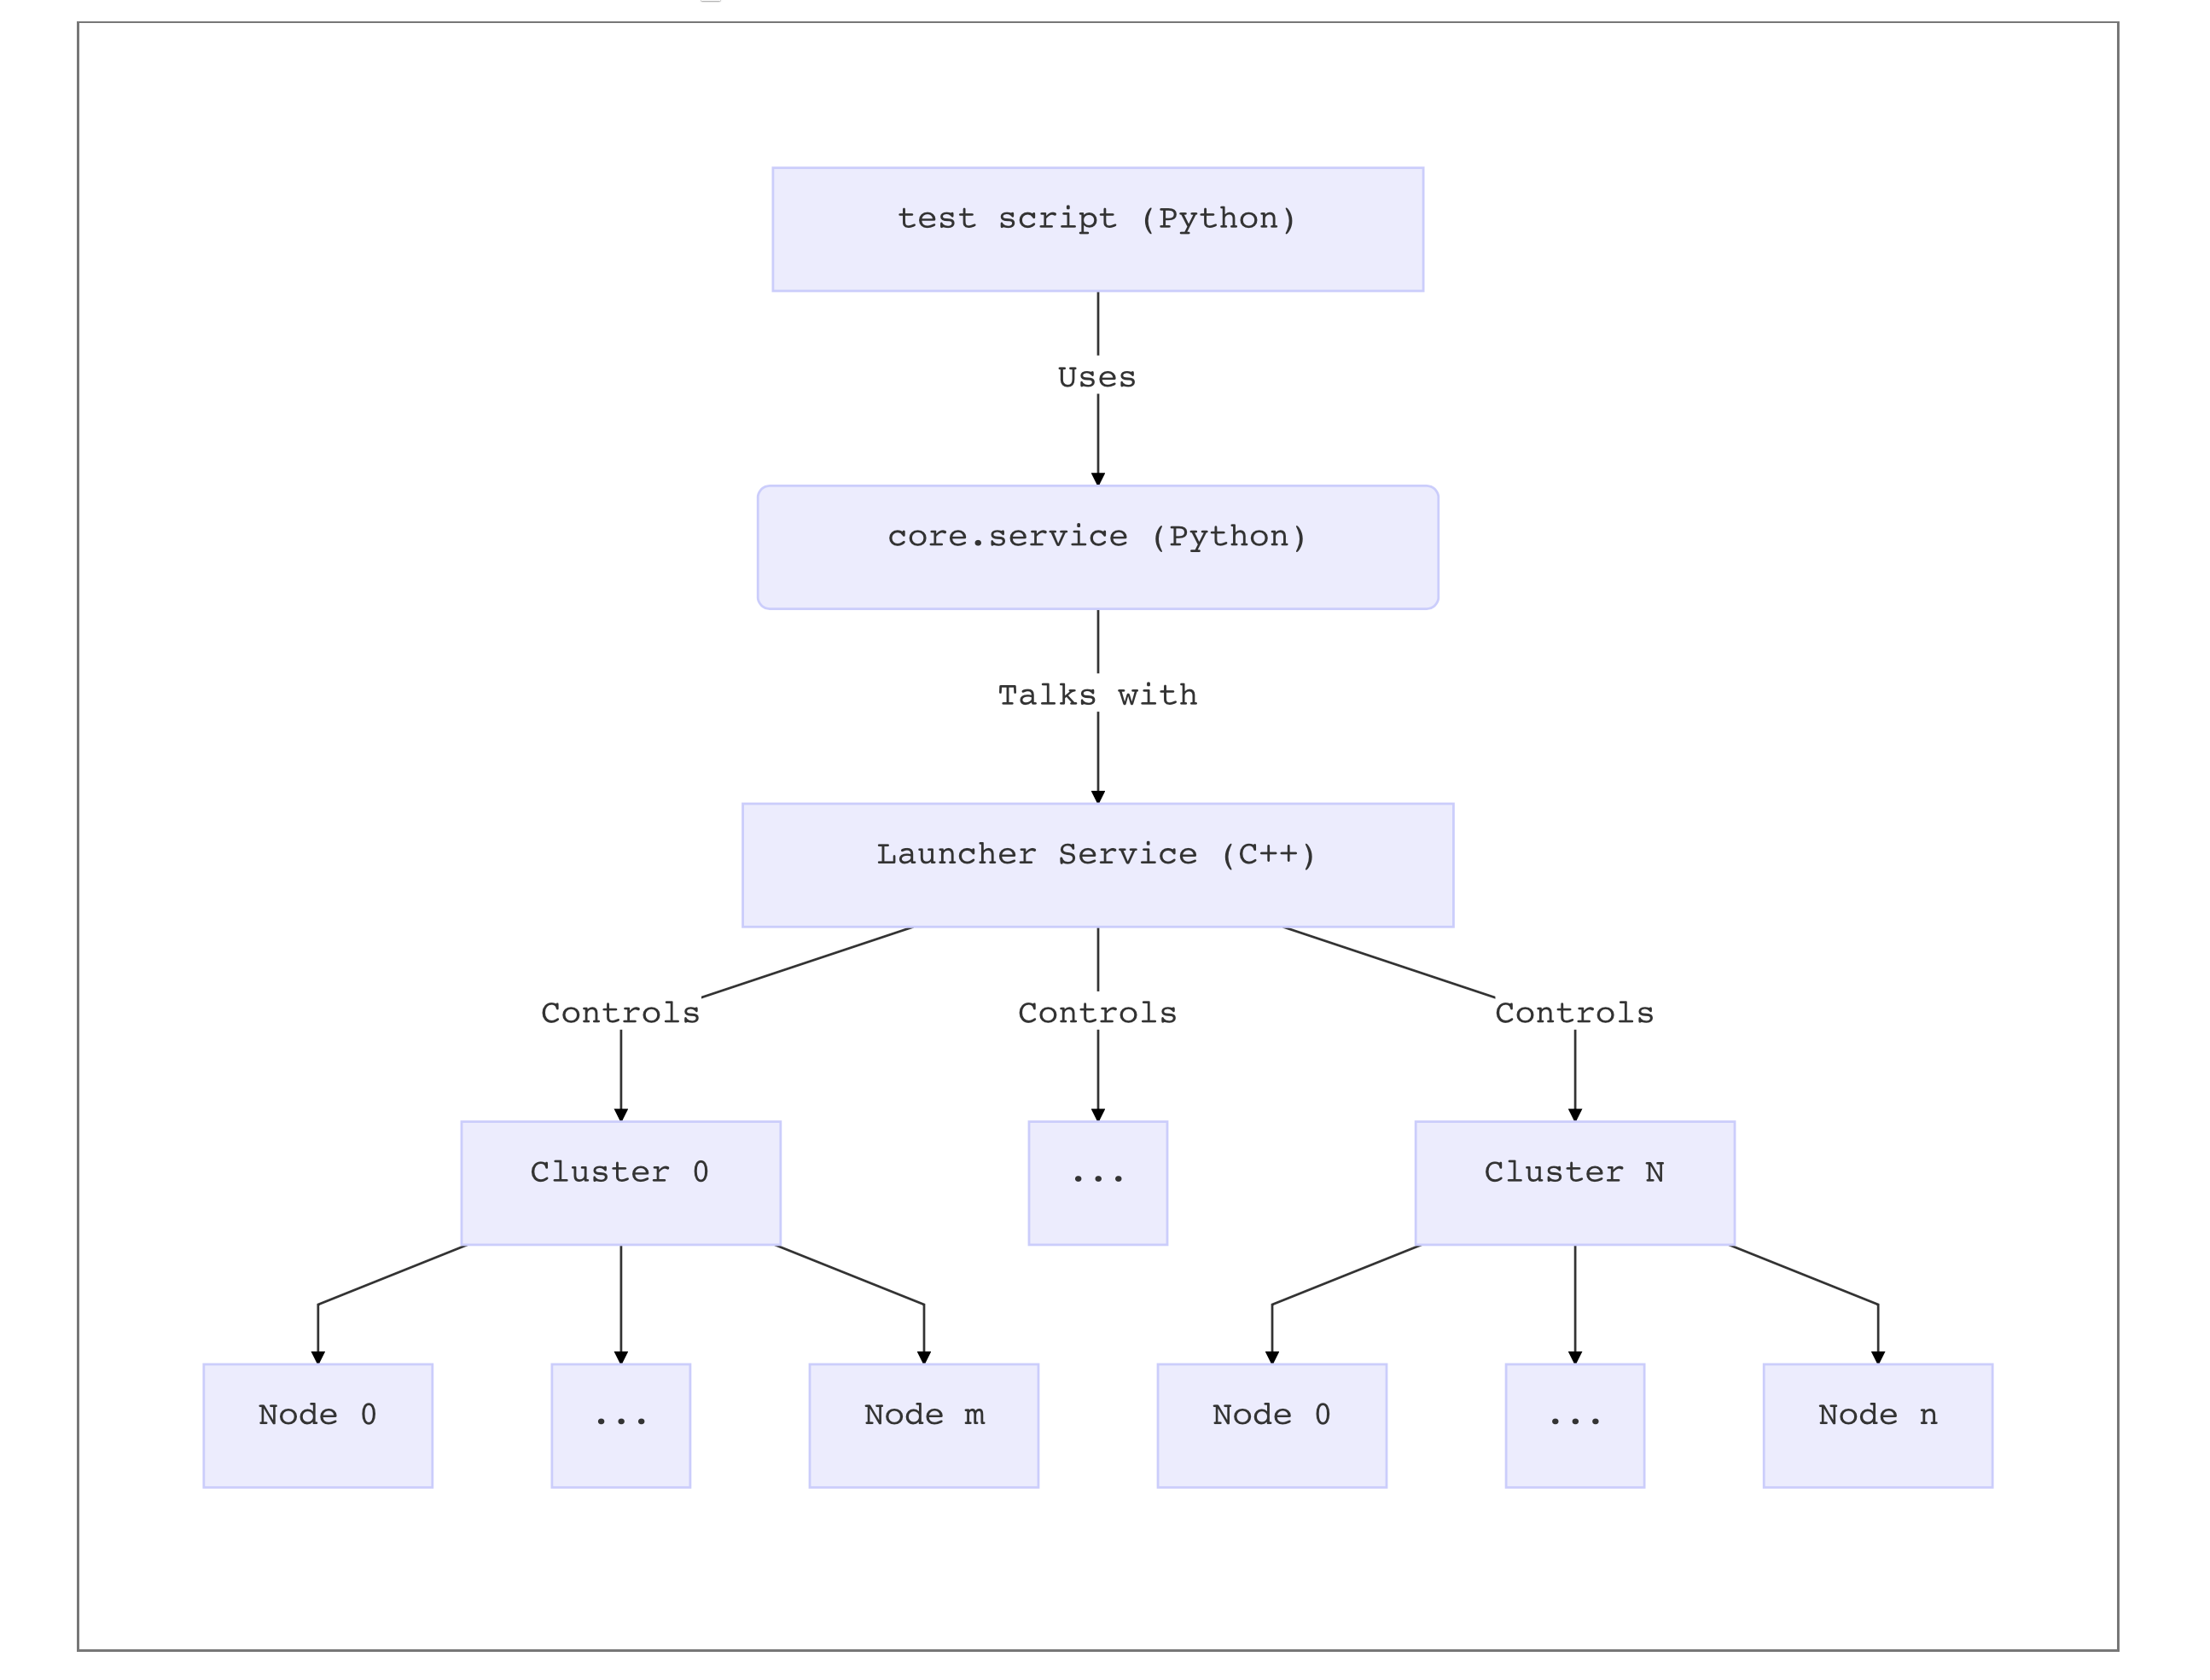 test script (Python)
Uses
core.service (Python)
Talks with
Launcher Service (C++)
Controls
Controls
Controls
Cluster 0
...
Cluster N
Node 0
...
Node m
Node 0
...
Node n